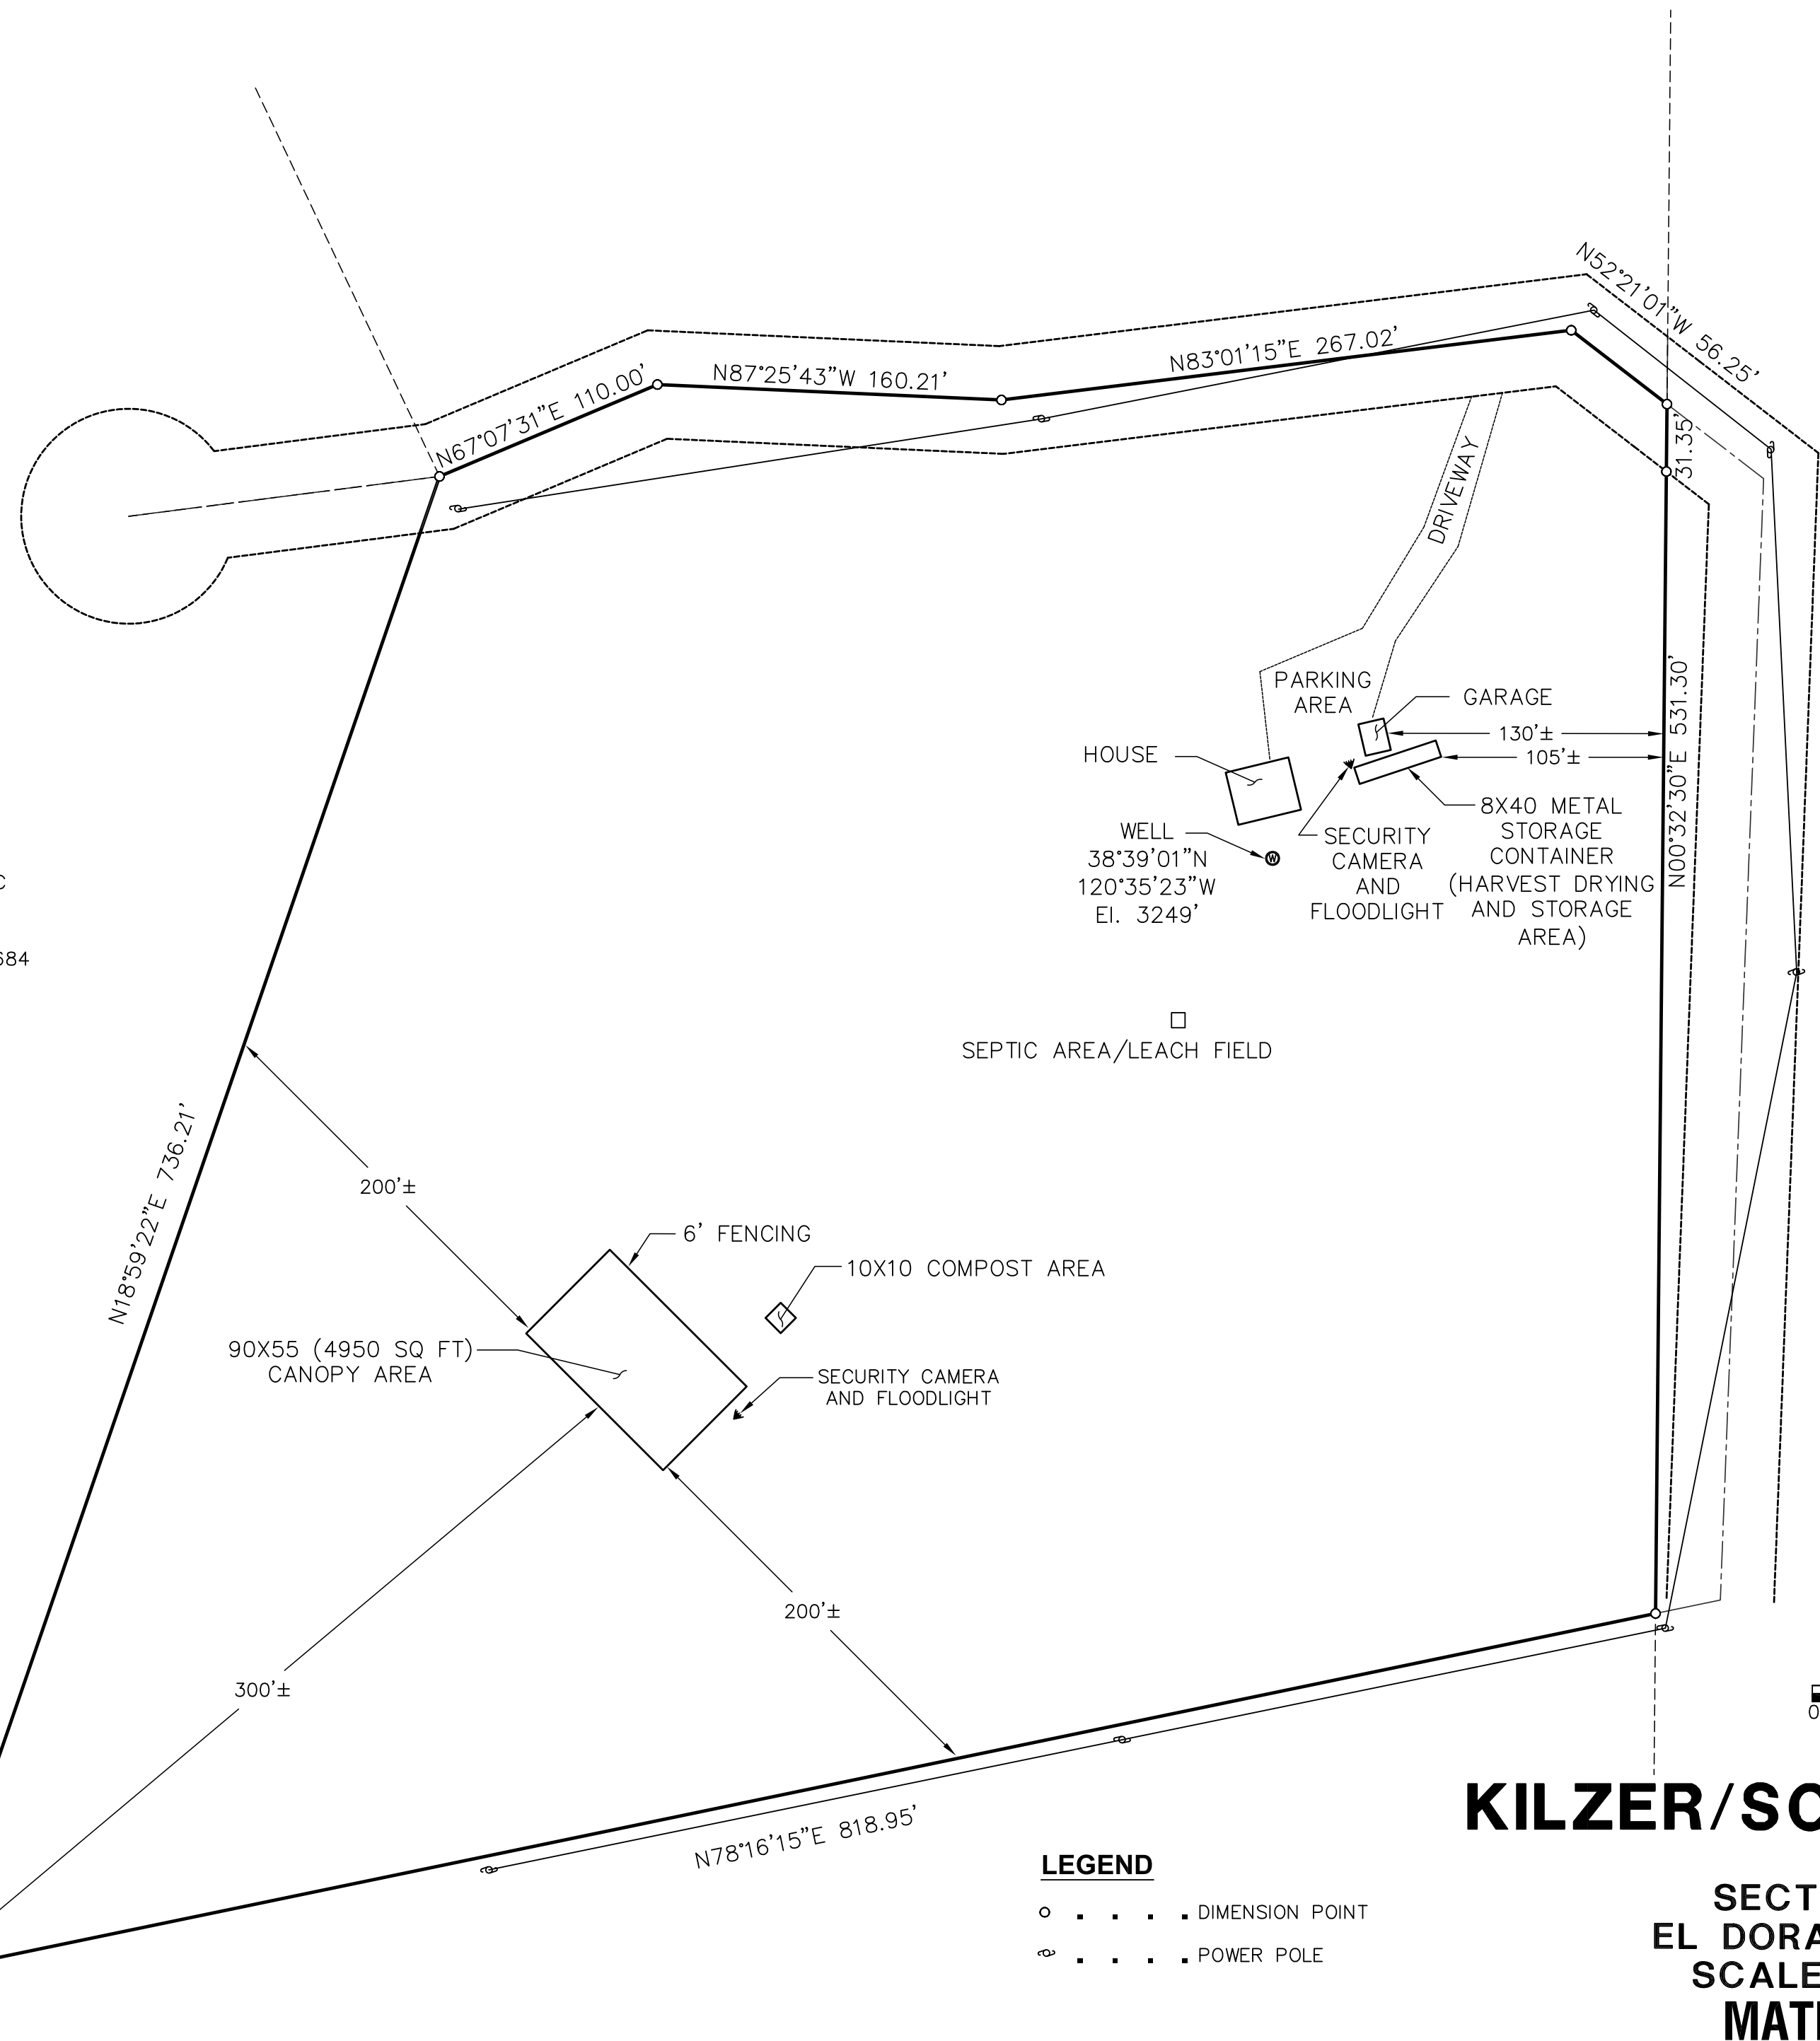 N52°21'01"W 56.25'
N83°01'15"E 267.02'
N87°25'43"W 160.21'
N67°07'31"E 110.00'
31.35'
DRIVEWAY
PARKING
AREA
GARAGE
130'±
105'±
HOUSE
N00°32'30"E 531.30'
8X40 METAL
STORAGE
CONTAINER
(HARVEST DRYING
AND STORAGE
AREA)
SECURITY
CAMERA
AND
FLOODLIGHT
WELL
38°39'01"N
120°35'23"W
El. 3249'
W
C
684
SEPTIC AREA/LEACH FIELD
N18°59'22"E 736.21'
200'±
6' FENCING
10X10 COMPOST AREA
90X55 (4950 SQ FT)
CANOPY AREA
SECURITY CAMERA
AND FLOODLIGHT
200'±
300'±
0
N78°16'15"E 818.95'
KILZER/SC
LEGEND
DIMENSION POINT
POWER POLE
SECT
EL DORA
SCALE
MAT